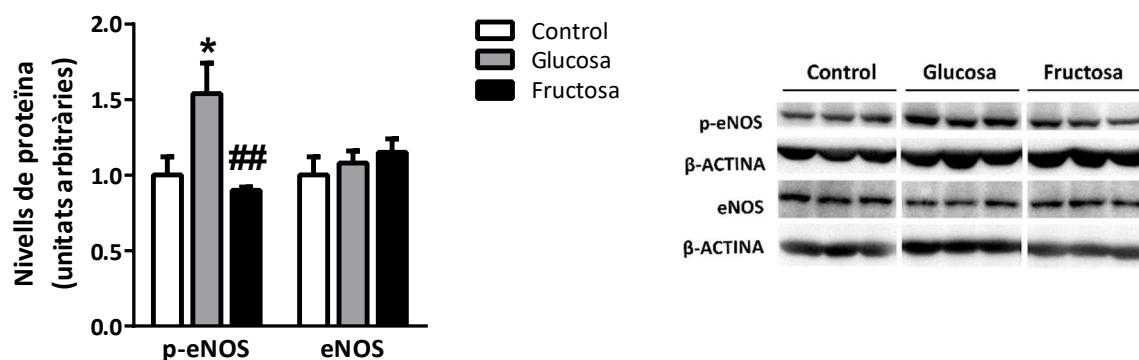 Nivells de proteïna
(unitats arbitràries)
2.0
1.5
1.0
0.5
0.0
*
##
p-eNOS eNOS
Control
Glucosa
Fructosa
Control Glucosa Fructosa
p-eNOS
β-ACTINA
eNOS
β-ACTINA